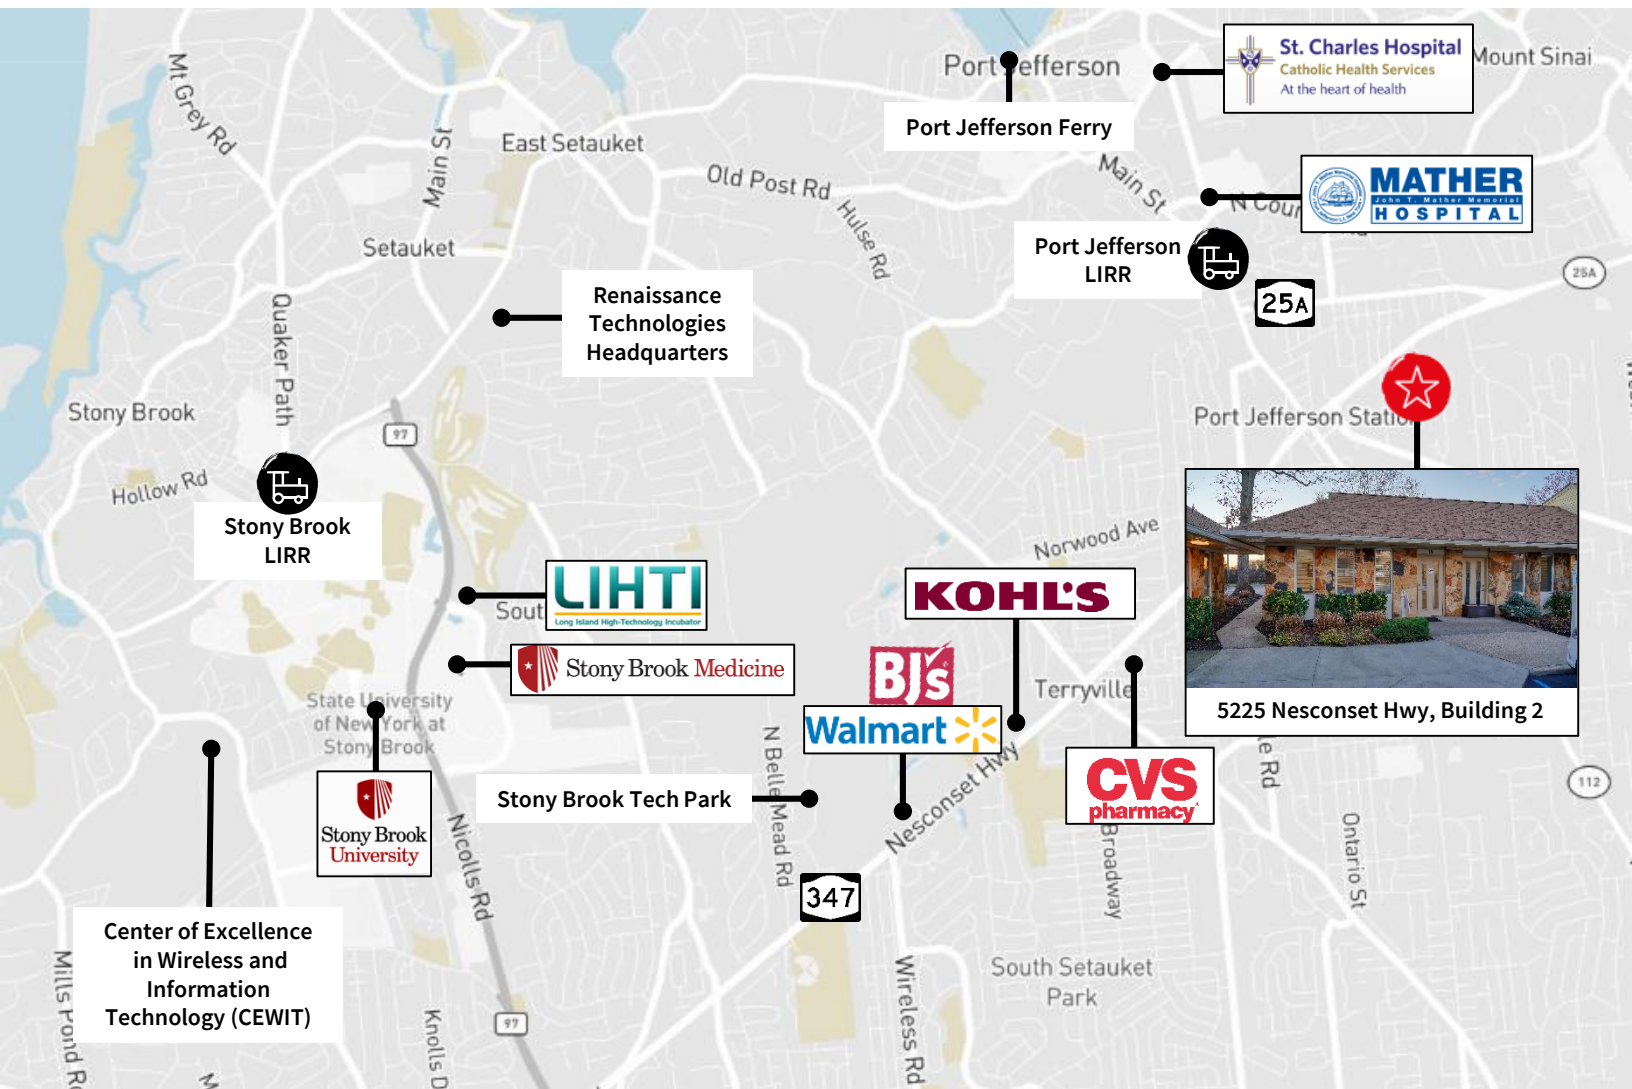 Mt Grey Rd
Main St
East Setauket
Port Jefferson
Port Jefferson Ferry
St. Charles Hospital
Catholic Health Services
At the heart of health
Mount Sinai
Old Post Rd
Hulse Rd
Main St
N Cou
MATHER
John T. Mather Memorial
HOSPITAL
Setauket
Port Jefferson
LIRR
25A
25A
Renaissance
Technologies
Headquarters
Quaker Path
Stony Brook
97
Port Jefferson Statio
Hollow Rd
Stony Brook
LIRR
Norwood Ave
Sout
LIHTI
Long Island High-Technology Incubator
KOHL'S
Stony Brook Medicine
BJ's
Terryville
State University
of New York at
Stony Brook
Walmart
5225 Nesconset Hwy, Building 2
N Belle Mead Rd
Nesconset Hwy
CVS
pharmacy
le Rd
112
Stony Brook Tech Park
Stony Brook
University
Nicolls Rd
Broadway
Ontario St
347
Center of Excellence
in Wireless and
Information
Technology (CEWIT)
Mills Pond Rd
Knolls D
97
Wireless Rd
South Setauket
Park